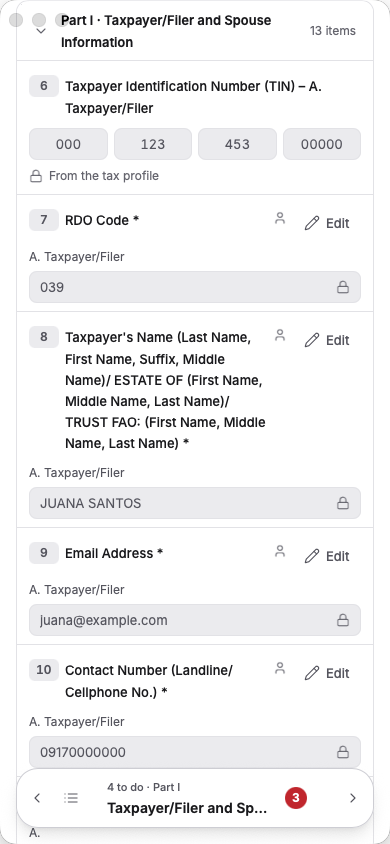 Part I · Taxpayer/Filer and Spouse
Information
13 items
6
Taxpayer Identification Number (TIN) – A.
Taxpayer/Filer
000
123
453
00000
From the tax profile
7
RDO Code *
Edit
A. Taxpayer/Filer
039
8
Taxpayer's Name (Last Name,
First Name, Suffix, Middle
Name)/ ESTATE OF (First Name,
Middle Name, Last Name)/
TRUST FAO: (First Name, Middle
Name, Last Name) *
Edit
A. Taxpayer/Filer
JUANA SANTOS
9
Email Address *
Edit
A. Taxpayer/Filer
juana@example.com
10
Contact Number (Landline/
Cellphone No.) *
Edit
A. Taxpayer/Filer
09170000000
4 to do · Part I
Taxpayer/Filer and Sp...
3
A.